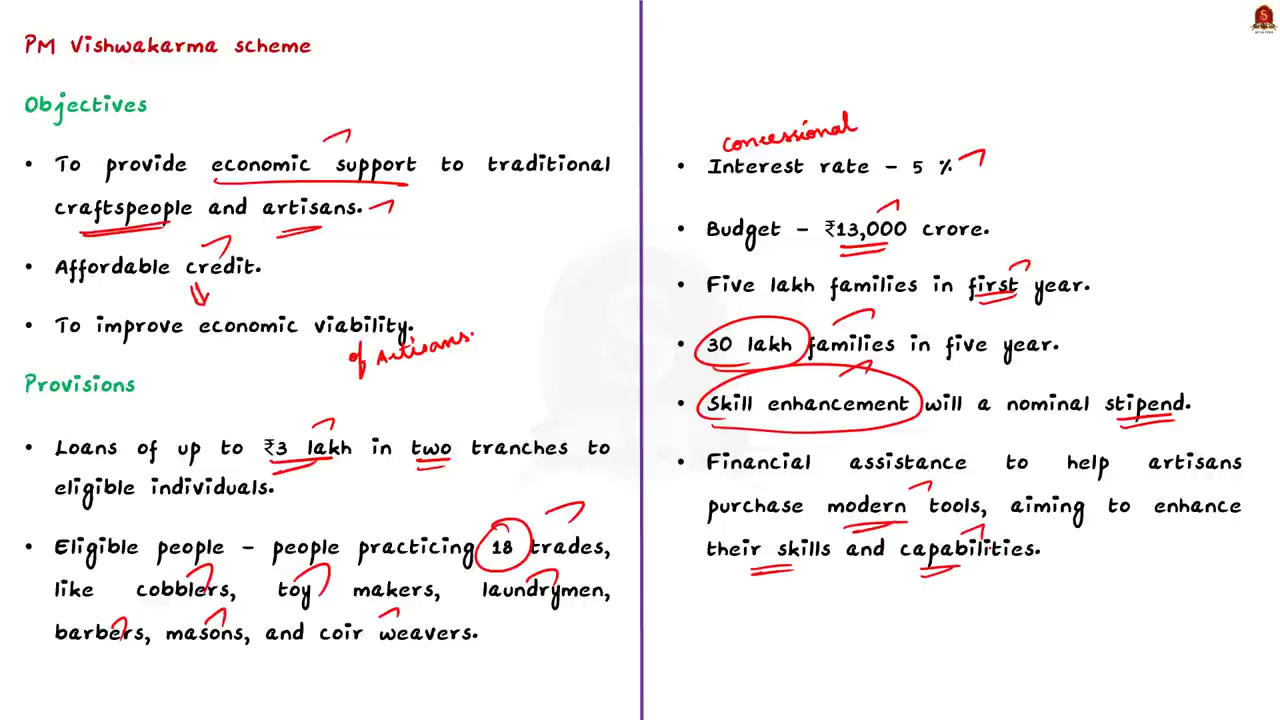 PM Vishwakarma scheme
Objectives
• To provide economic support to traditional
craftspeople and artisans.
• Affordable credit.
• To improve economic viability.
of Artisans.
Provisions
• Loans of up to ₹3 lakh in two tranches to
eligible individuals.
• Eligible people - people practicing 18 trades,
like cobblers, toy makers, laundrymen,
barbers, masons, and coir weavers.
concessional
• Interest rate - 5 %
• Budget - ₹13,000 crore.
• Five lakh families in first year.
• 30 lakh families in five year.
• Skill enhancement will a nominal stipend.
• Financial assistance to help artisans
purchase modern tools, aiming to enhance
their skills and capabilities.